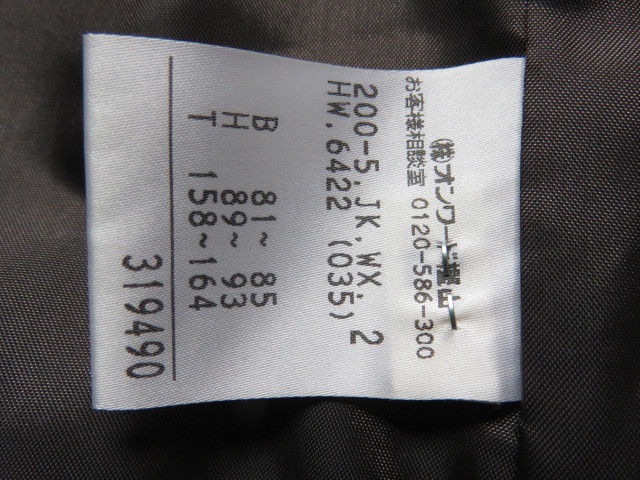 (株)オンワード樫山
お客様相談室 0120-586-300
200-5.JK.WX. 2
HW.6422 (035)
B 81~ 85
H 89~ 93
T 158~164
319490